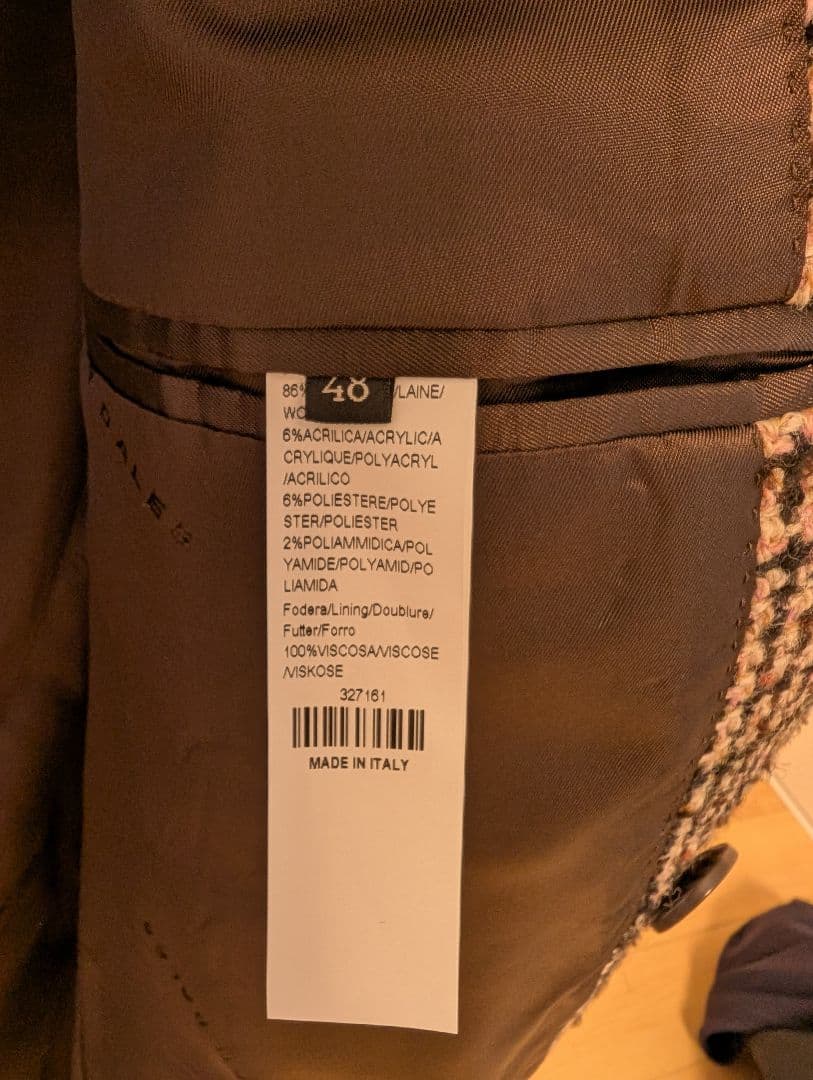 48
86% /LAINE/
WO
6%ACRILICA/ACRYLIC/A
CRYLIQUE/POLYACRYL
/ACRILICO
6%POLIESTERE/POLYE
STER/POLIESTER
2%POLIAMMIDICA/POL
YAMIDE/POLYAMID/PO
LIAMIDA
Fodera/Lining/Doublure/
Futter/Forro
100%VISCOSA/VISCOSE
/VISKOSE
327161
MADE IN ITALY